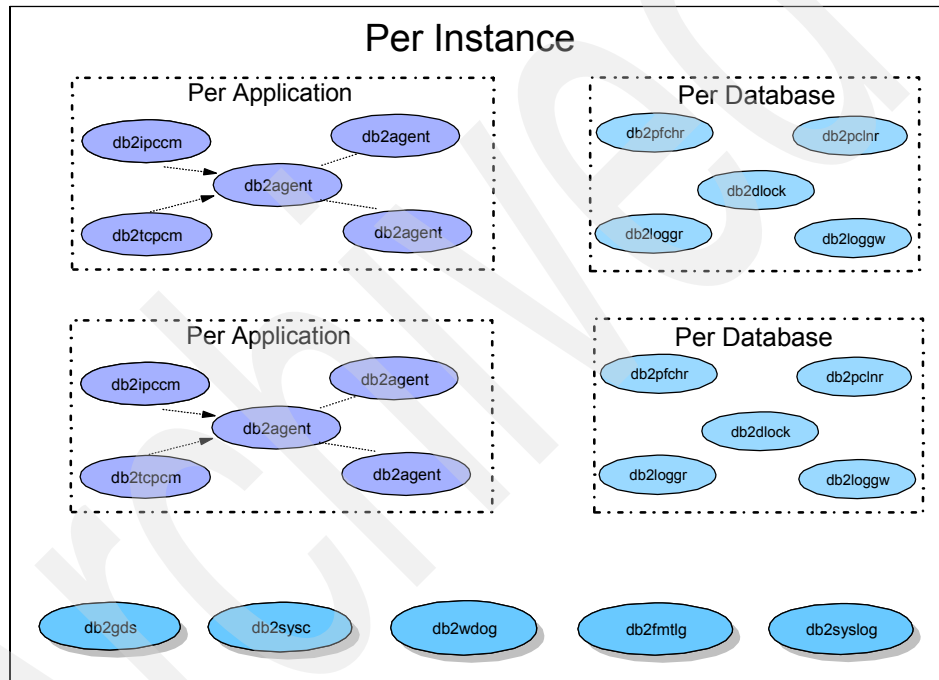 Per Instance
Per Application
db2ipccm
db2agent
db2agent
db2tcpcm
db2agent
Per Database
db2pfchr
db2pclnr
db2dlock
db2loggr
db2loggw
Per Application
db2ipccm
db2agent
db2agent
db2tcpcm
db2agent
Per Database
db2pfchr
db2pclnr
db2dlock
db2loggr
db2loggw
db2gds
db2sysc
db2wdog
db2fmtlg
db2syslog
Archived